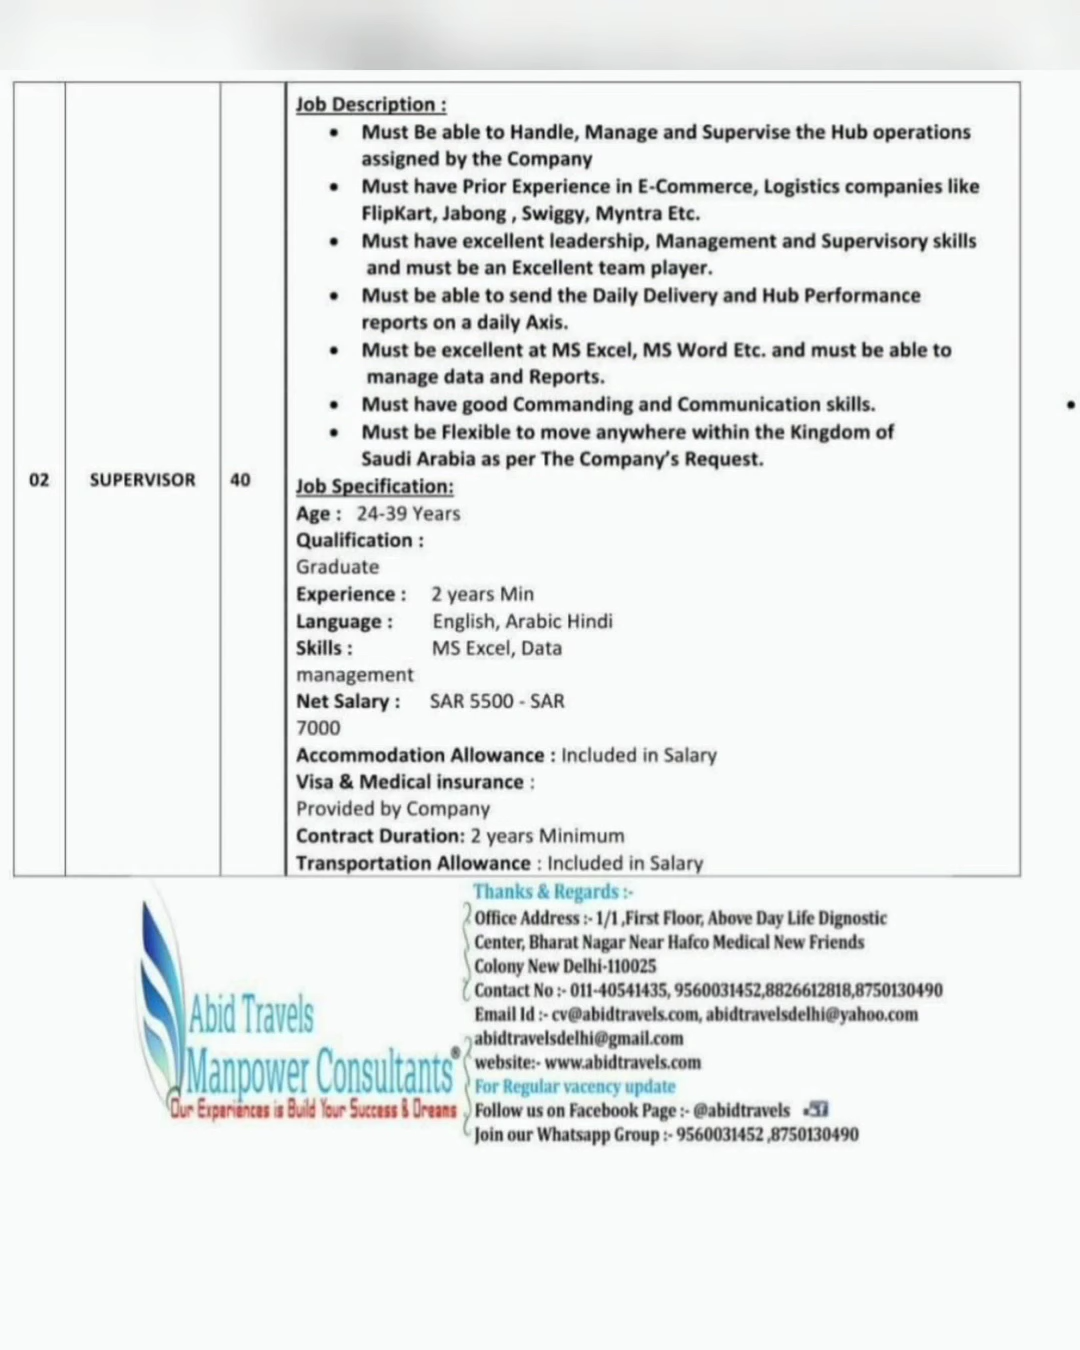 02
SUPERVISOR
40
Job Description :
• Must Be able to Handle, Manage and Supervise the Hub operations
assigned by the Company
• Must have Prior Experience in E-Commerce, Logistics companies like
FlipKart, Jabong , Swiggy, Myntra Etc.
• Must have excellent leadership, Management and Supervisory skills
and must be an Excellent team player.
• Must be able to send the Daily Delivery and Hub Performance
reports on a daily Axis.
• Must be excellent at MS Excel, MS Word Etc. and must be able to
manage data and Reports.
• Must have good Commanding and Communication skills.
• Must be Flexible to move anywhere within the Kingdom of
Saudi Arabia as per The Company's Request.
Job Specification:
Age : 24-39 Years
Qualification :
Graduate
Experience : 2 years Min
Language : English, Arabic Hindi
Skills : MS Excel, Data
management
Net Salary : SAR 5500 - SAR
7000
Accommodation Allowance : Included in Salary
Visa & Medical insurance :
Provided by Company
Contract Duration: 2 years Minimum
Transportation Allowance : Included in Salary
Abid Travels
Manpower Consultants®
Our Experiences is Build Your Success & Dreams
Thanks & Regards :-
Office Address :- 1/1 ,First Floor, Above Day Life Dignostic
Center, Bharat Nagar Near Hafco Medical New Friends
Colony New Delhi-110025
Contact No :- 011-40541435, 9560031452,8826612818,8750130490
Email Id :- cv@abidtravels.com, abidtravelsdelhi@yahoo.com
abidtravelsdelhi@gmail.com
website:- www.abidtravels.com
For Regular vacency update
Follow us on Facebook Page :- @abidtravels
Join our Whatsapp Group :- 9560031452 ,8750130490